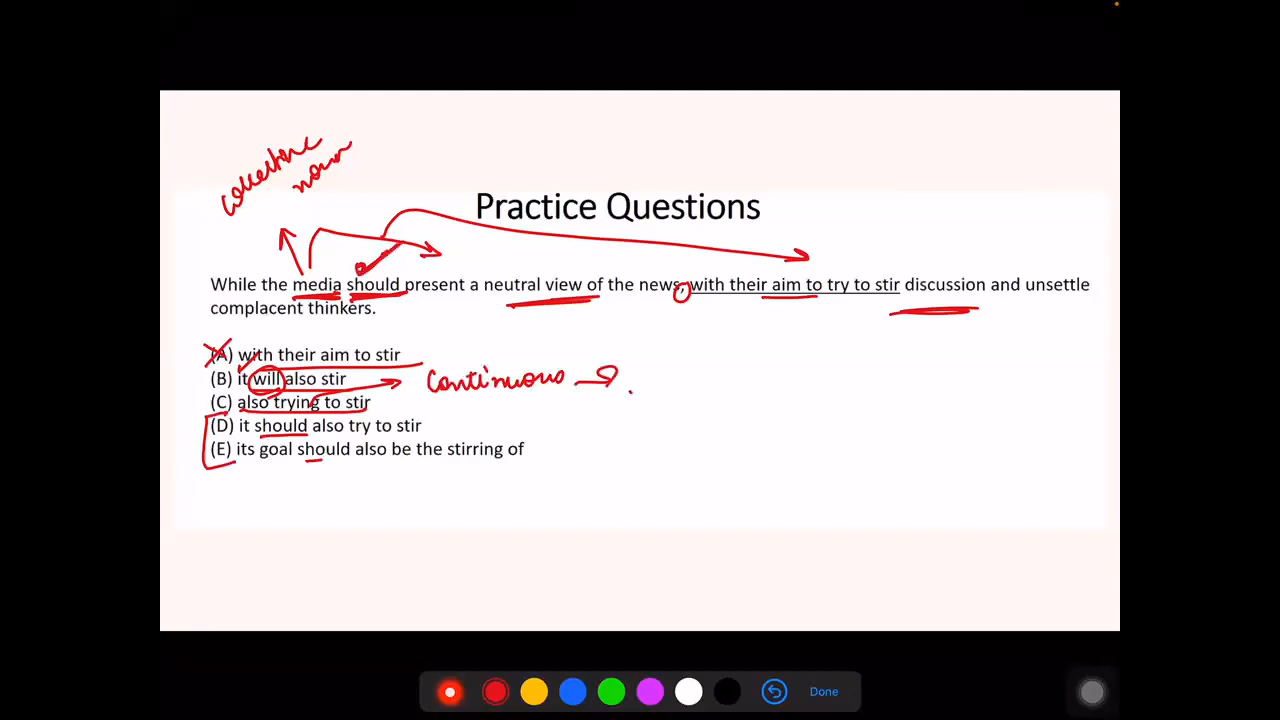 collective
noun
Practice Questions
While the media should present a neutral view of the news, with their aim to try to stir discussion and unsettle
complacent thinkers.
(A) with their aim to stir
(B) it will also stir
Continuous
(C) also trying to stir
(D) it should also try to stir
(E) its goal should also be the stirring of
Done